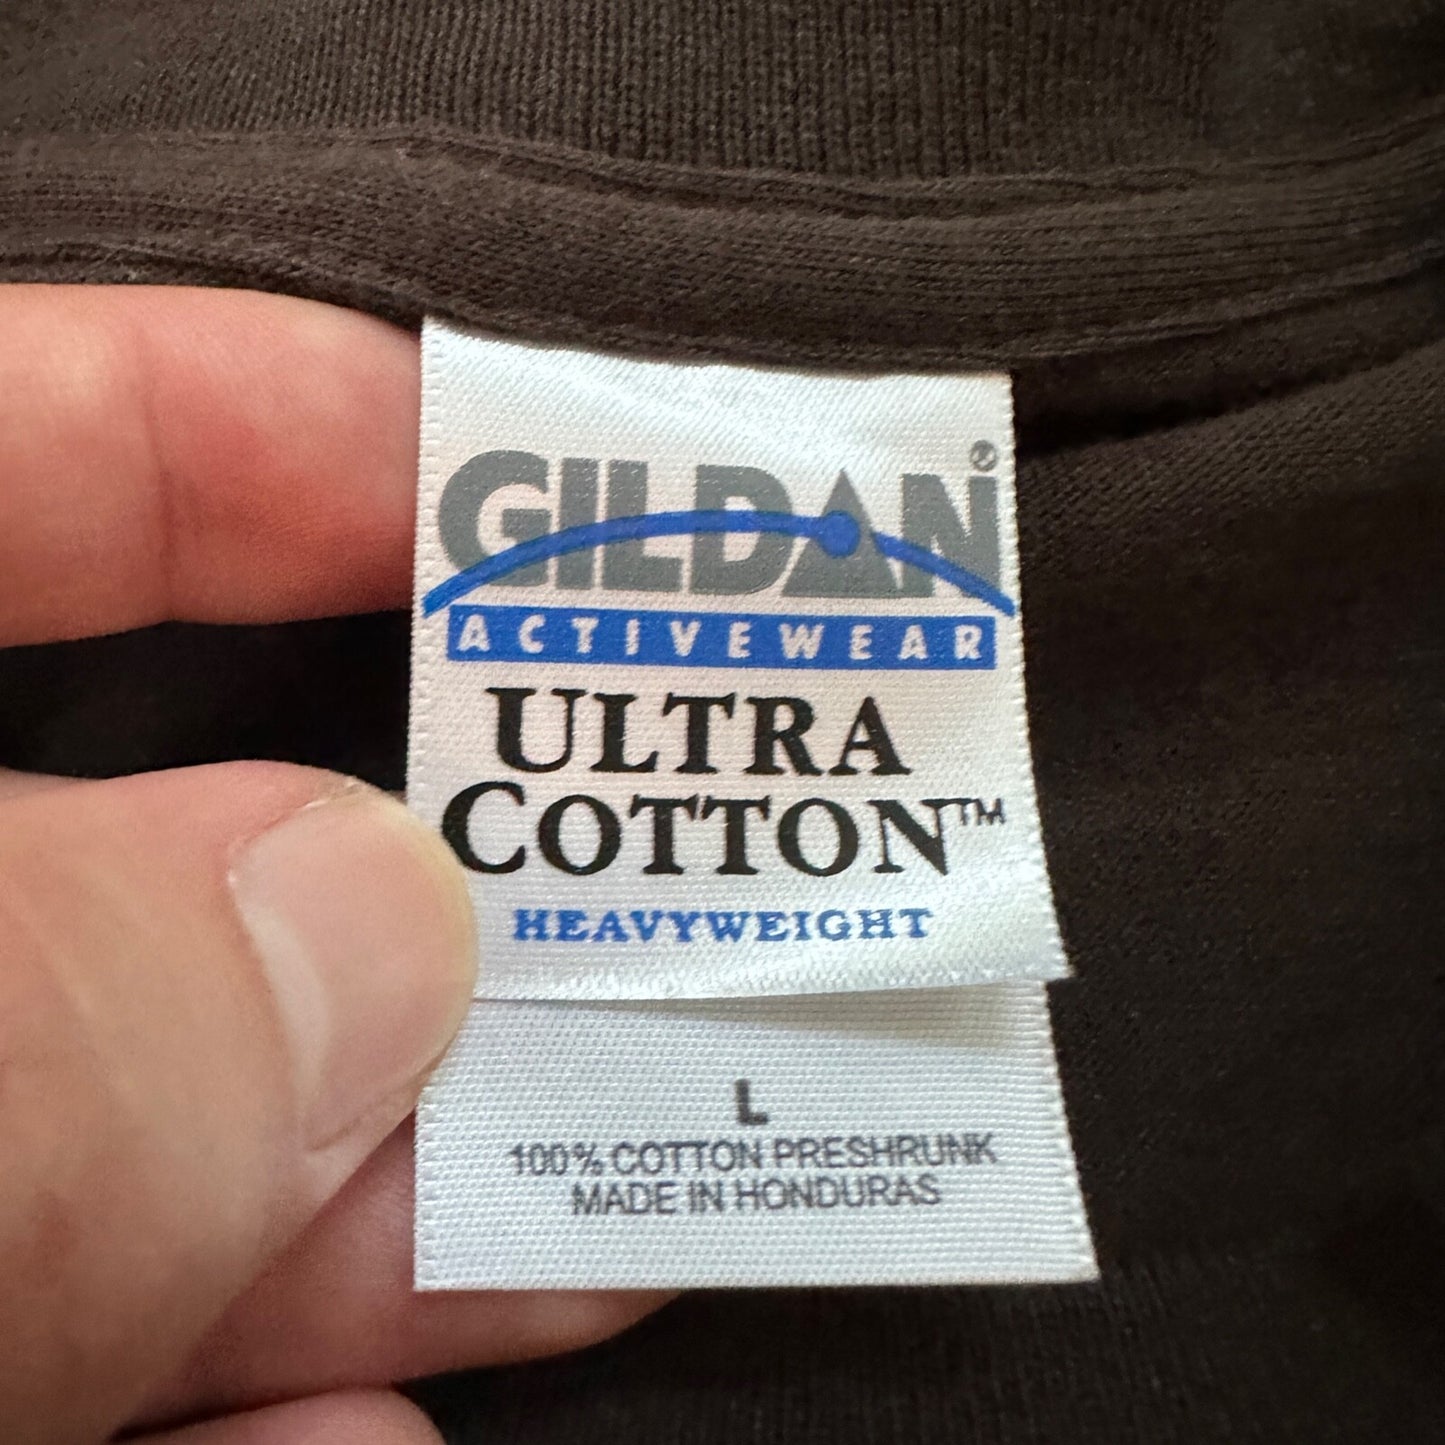 GILDAN®
ACTIVEWEAR
ULTRA
COTTON™
HEAVYWEIGHT
L
100% COTTON PRESHRUNK
MADE IN HONDURAS